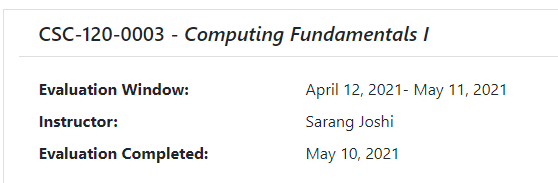 CSC-120-0003 - Computing Fundamentals I
Evaluation Window: April 12, 2021- May 11, 2021
Instructor: Sarang Joshi
Evaluation Completed: May 10, 2021